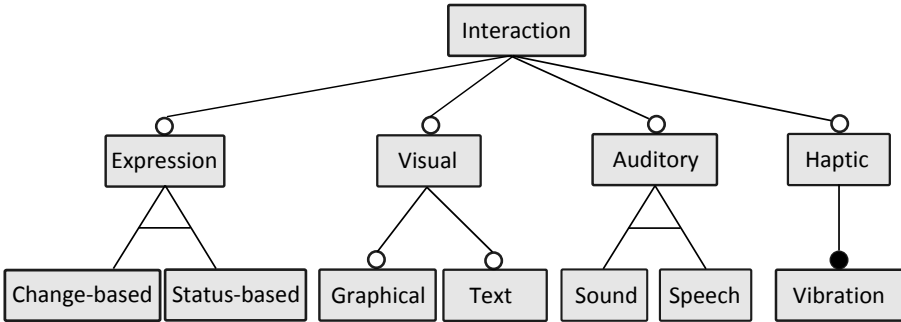 Interaction
Expression
Visual
Auditory
Haptic
Change-based
Status-based
Graphical
Text
Sound
Speech
Vibration